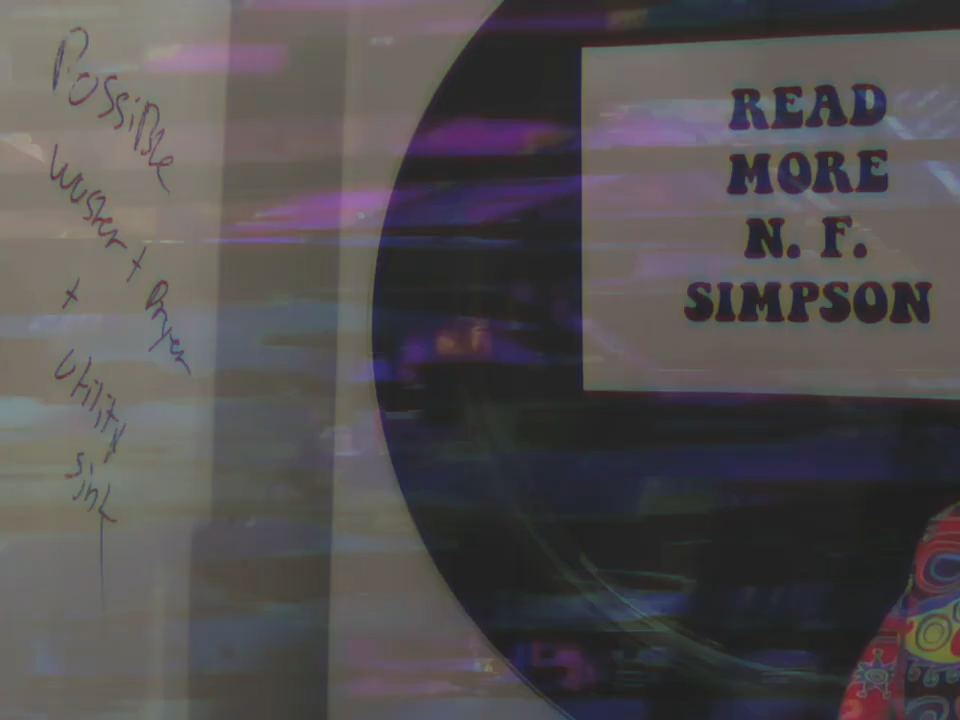 Possible
washer + Dryer
+
utility
sink
READ
MORE
N. F.
SIMPSON